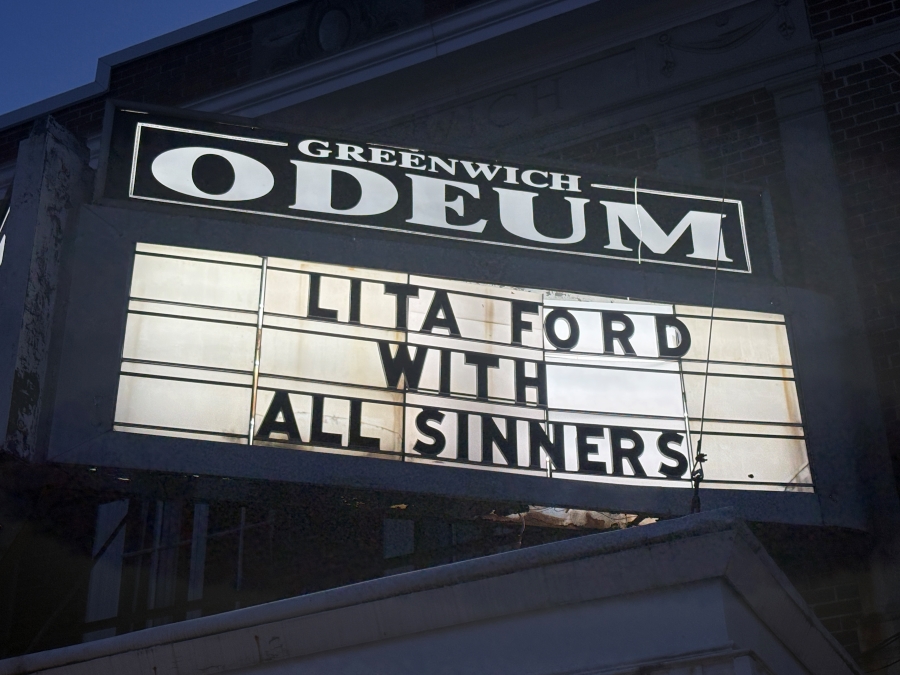 GREENWICH
ODEUM
LITA FORD
WITH
ALL SINNERS